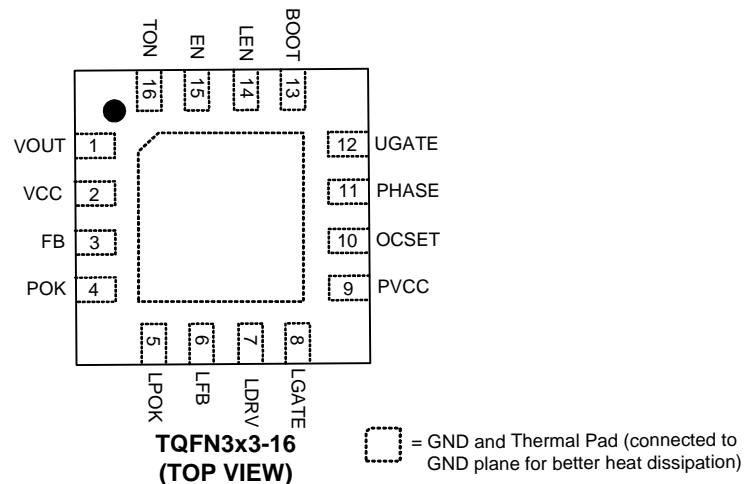 TON
EN
LEN
BOOT
16
15
14
13
VOUT 1
VCC 2
FB 3
POK 4
12 UGATE
11 PHASE
10 OCSET
9 PVCC
5
6
7
8
LPOK
LFB
LDRV
LGATE
TQFN3x3-16
(TOP VIEW)
= GND and Thermal Pad (connected to
GND plane for better heat dissipation)